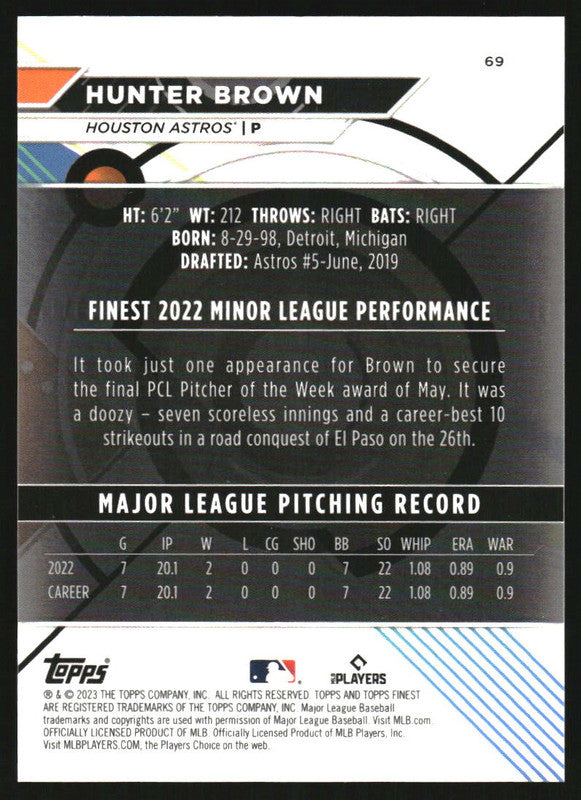 69
HUNTER BROWN
HOUSTON ASTROS® | P
HT: 6'2" WT: 212 THROWS: RIGHT BATS: RIGHT
BORN: 8-29-98, Detroit, Michigan
DRAFTED: Astros #5-June, 2019
FINEST 2022 MINOR LEAGUE PERFORMANCE
It took just one appearance for Brown to secure
the final PCL Pitcher of the Week award of May. It was
a doozy – seven scoreless innings and a career-best 10
strikeouts in a road conquest of El Paso on the 26th.
MAJOR LEAGUE PITCHING RECORD
G IP W L CG SHO BB SO WHIP ERA WAR
2022 7 20.1 2 0 0 0 7 22 1.08 0.89 0.9
CAREER 7 20.1 2 0 0 0 7 22 1.08 0.89 0.9
topps MLB PLAYERS
® & © 2023 THE TOPPS COMPANY, INC. ALL RIGHTS RESERVED. TOPPS AND TOPPS FINEST
ARE REGISTERED TRADEMARKS OF THE TOPPS COMPANY, INC. Major League Baseball
trademarks and copyrights are used with permission of Major League Baseball. Visit MLB.com.
OFFICIALLY LICENSED PRODUCT OF MLB. Officially Licensed Product of MLB Players, Inc.
Visit MLBPLAYERS.COM, the Players Choice on the web.